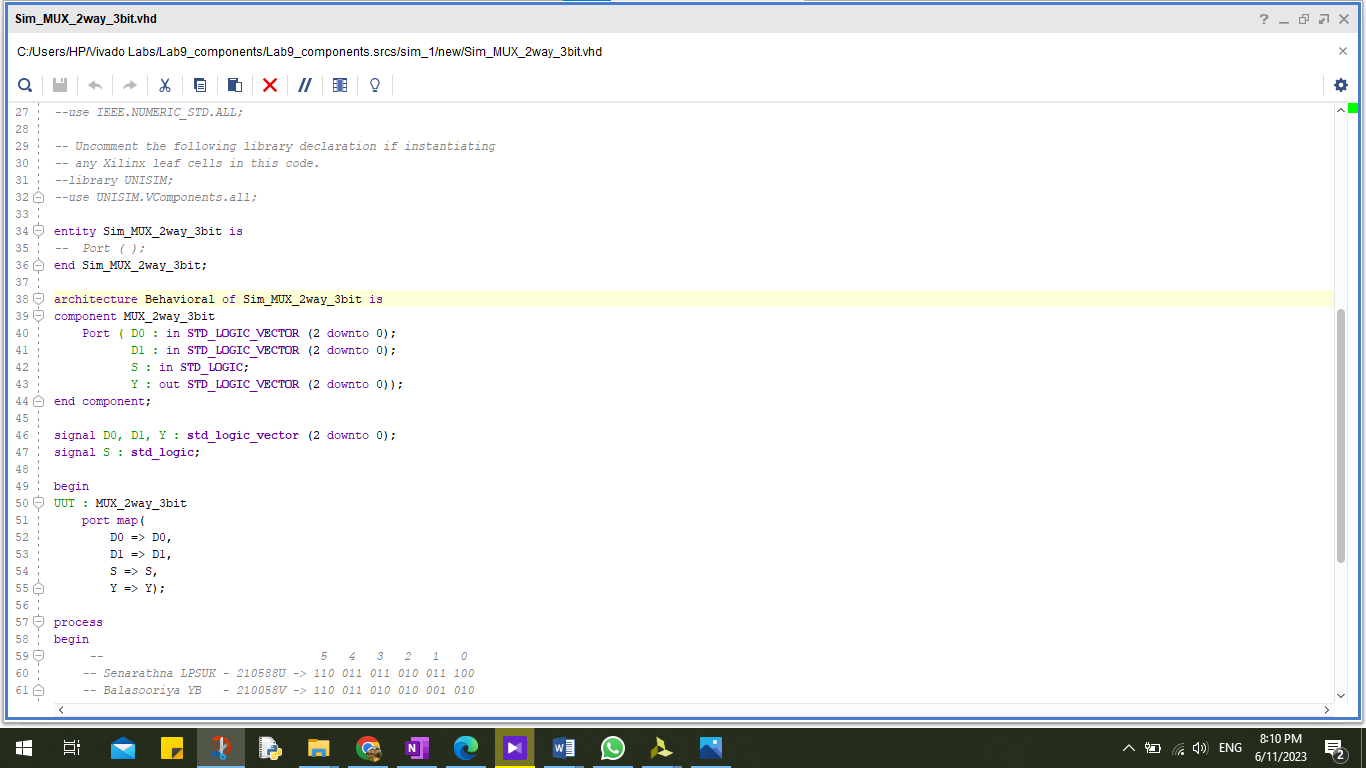 Sim_MUX_2way_3bit.vhd
C:/Users/HP/Vivado Labs/Lab9_components/Lab9_components.srcs/sim_1/new/Sim_MUX_2way_3bit.vhd
27 --use IEEE.NUMERIC_STD.ALL;
28
29 -- Uncomment the following library declaration if instantiating
30 -- any Xilinx leaf cells in this code.
31 --library UNISIM;
32 --use UNISIM.VComponents.all;
33
34 entity Sim_MUX_2way_3bit is
35 --  Port ( );
36 end Sim_MUX_2way_3bit;
37
38 architecture Behavioral of Sim_MUX_2way_3bit is
39 component MUX_2way_3bit
40     Port ( D0 : in STD_LOGIC_VECTOR (2 downto 0);
41            D1 : in STD_LOGIC_VECTOR (2 downto 0);
42            S : in STD_LOGIC;
43            Y : out STD_LOGIC_VECTOR (2 downto 0));
44 end component;
45
46 signal D0, D1, Y : std_logic_vector (2 downto 0);
47 signal S : std_logic;
48
49 begin
50 UUT : MUX_2way_3bit
51     port map(
52         D0 => D0,
53         D1 => D1,
54         S => S,
55         Y => Y);
56
57 process
58 begin
59      --                               5   4   3   2   1   0
60     -- Senarathna LPSUK - 210588U -> 110 011 011 010 011 100
61     -- Balasooriya YB   - 210058V -> 110 011 010 010 001 010
ENG
8:10 PM
6/11/2023
2